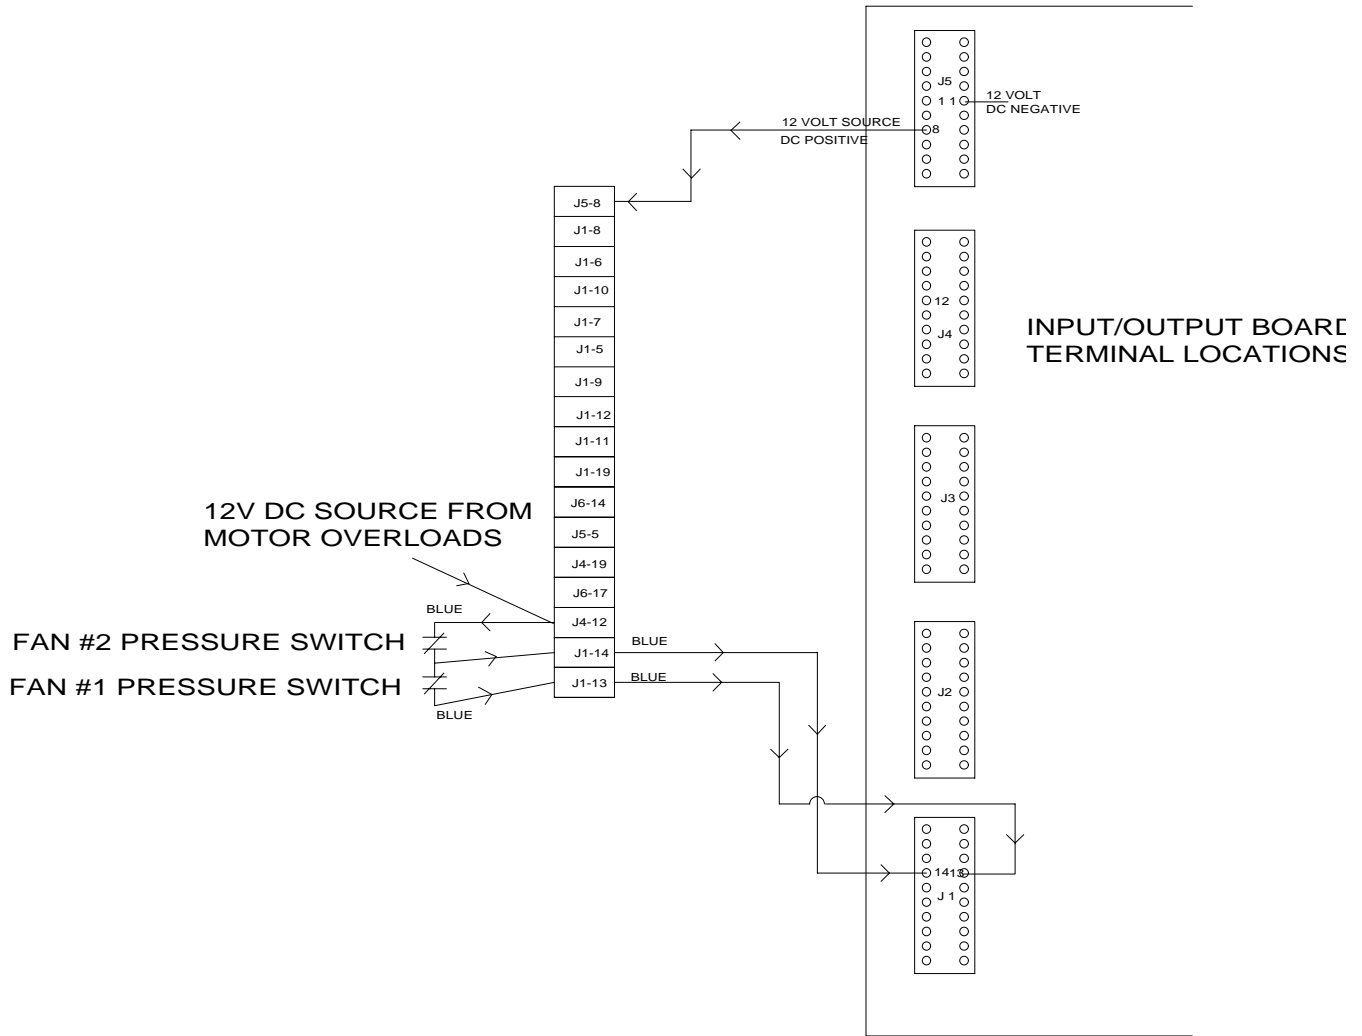 J5
1 1
12 VOLT
DC NEGATIVE
12 VOLT SOURCE
DC POSITIVE
8
J5-8
J1-8
J1-6
J1-10
J1-7
J1-5
J1-9
J1-12
J1-11
J1-19
J6-14
J5-5
J4-19
J6-17
J4-12
J1-14
J1-13
12
J4
INPUT/OUTPUT BOARD
TERMINAL LOCATIONS
J3
12V DC SOURCE FROM
MOTOR OVERLOADS
BLUE
FAN #2 PRESSURE SWITCH
FAN #1 PRESSURE SWITCH
BLUE
BLUE
BLUE
J2
1413
J 1